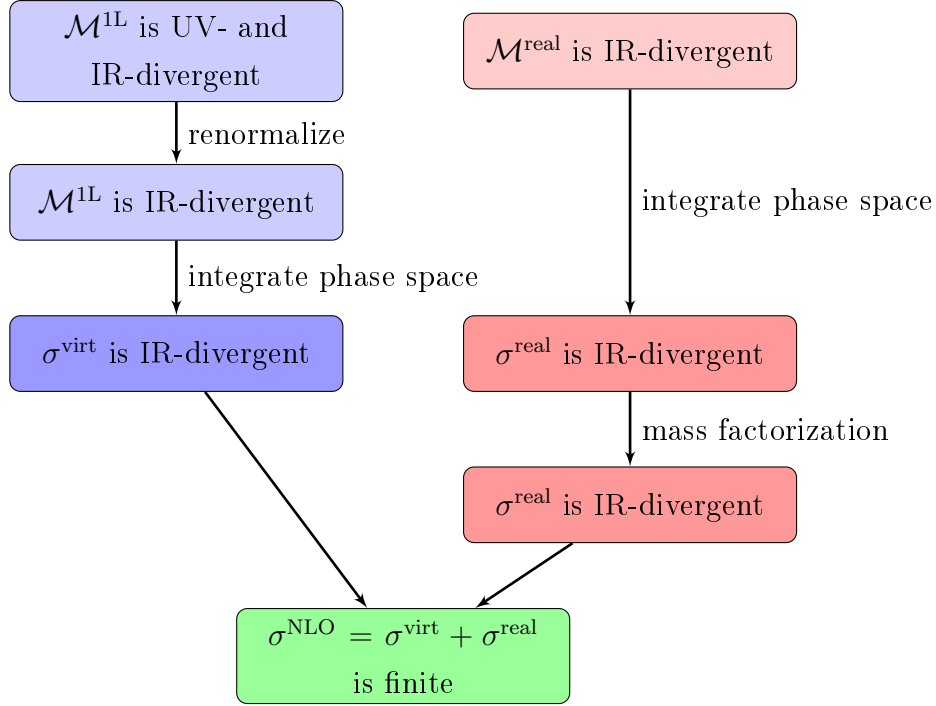 𝓜^1L is UV- and
IR-divergent
renormalize
𝓜^1L is IR-divergent
integrate phase space
σ^virt is IR-divergent
𝓜^real is IR-divergent
integrate phase space
σ^real is IR-divergent
mass factorization
σ^real is IR-divergent
σ^NLO = σ^virt + σ^real
is finite